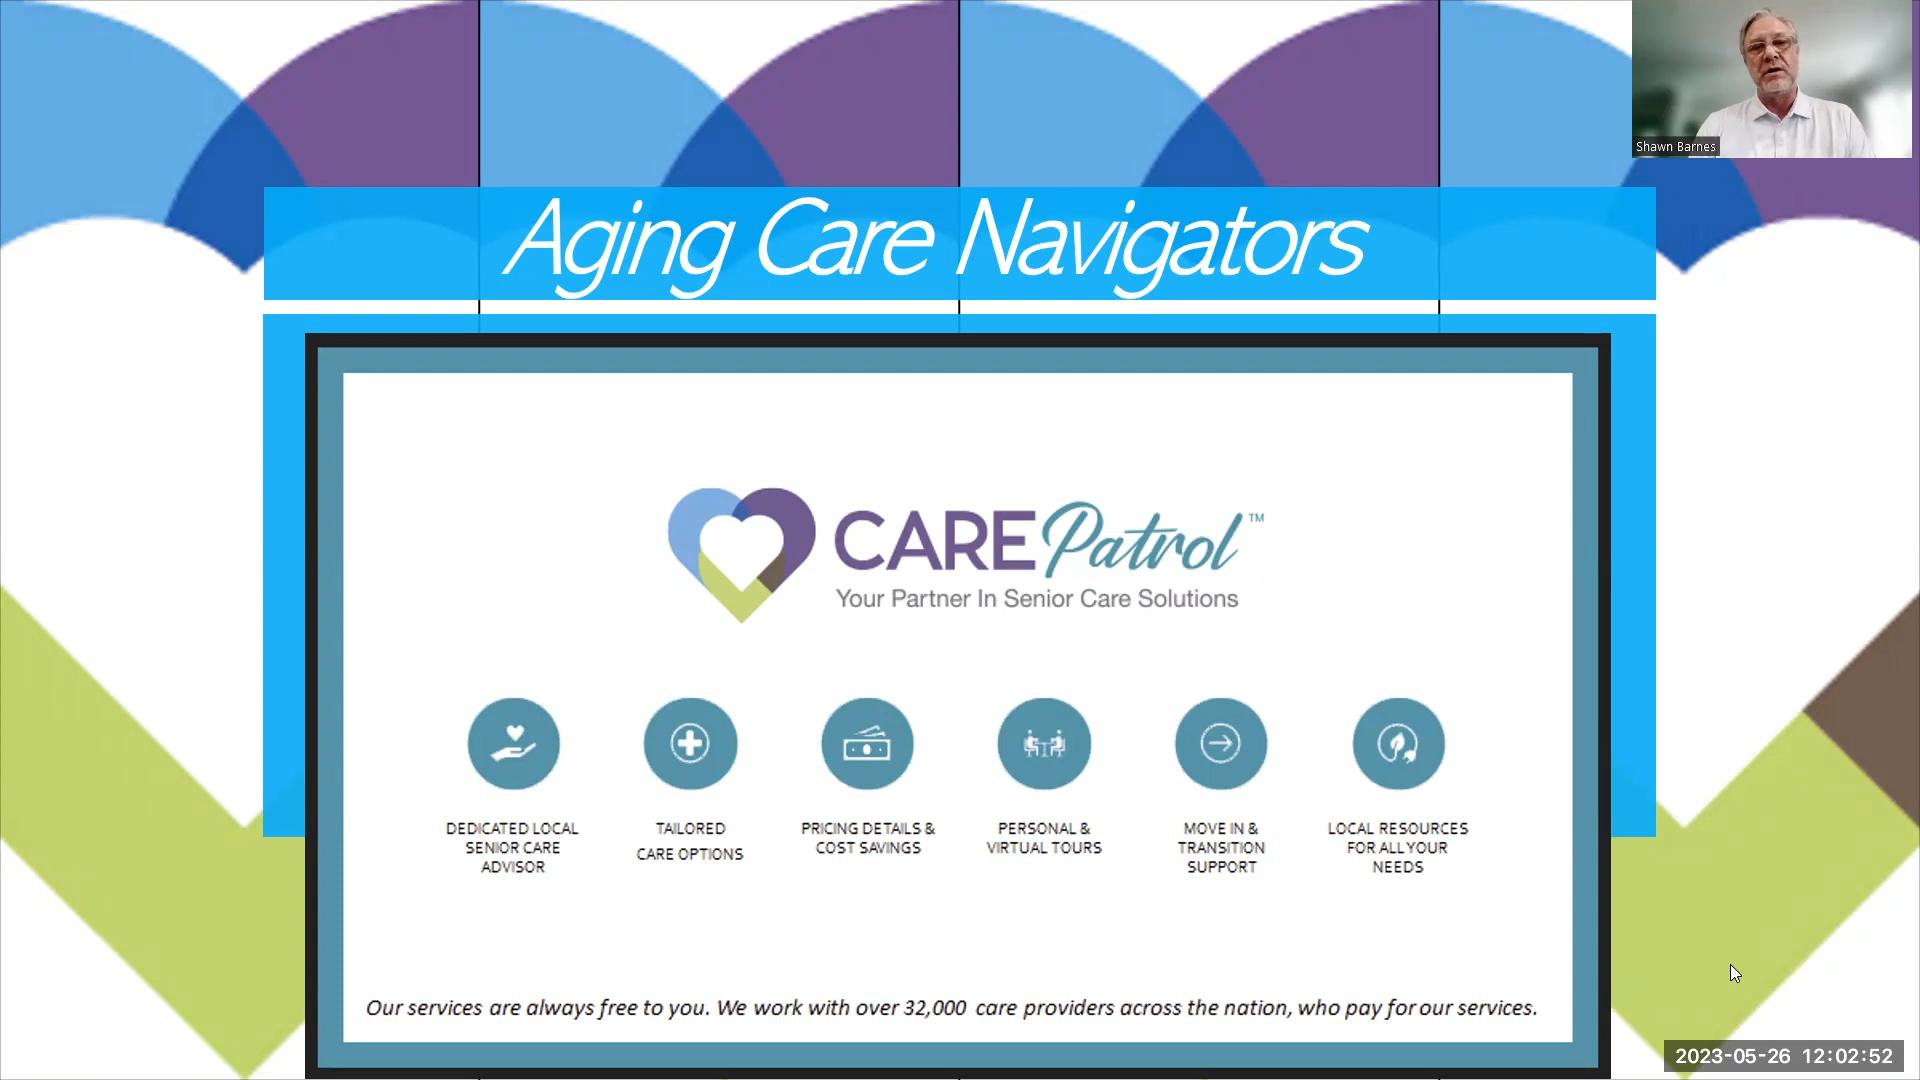 Shawn Barnes
Aging Care Navigators
CAREPatrol™
Your Partner In Senior Care Solutions
DEDICATED LOCAL
SENIOR CARE
ADVISOR
TAILORED
CARE OPTIONS
PRICING DETAILS &
COST SAVINGS
PERSONAL &
VIRTUAL TOURS
MOVE IN &
TRANSITION
SUPPORT
LOCAL RESOURCES
FOR ALL YOUR
NEEDS
Our services are always free to you. We work with over 32,000 care providers across the nation, who pay for our services.
2023-05-26 12:02:52